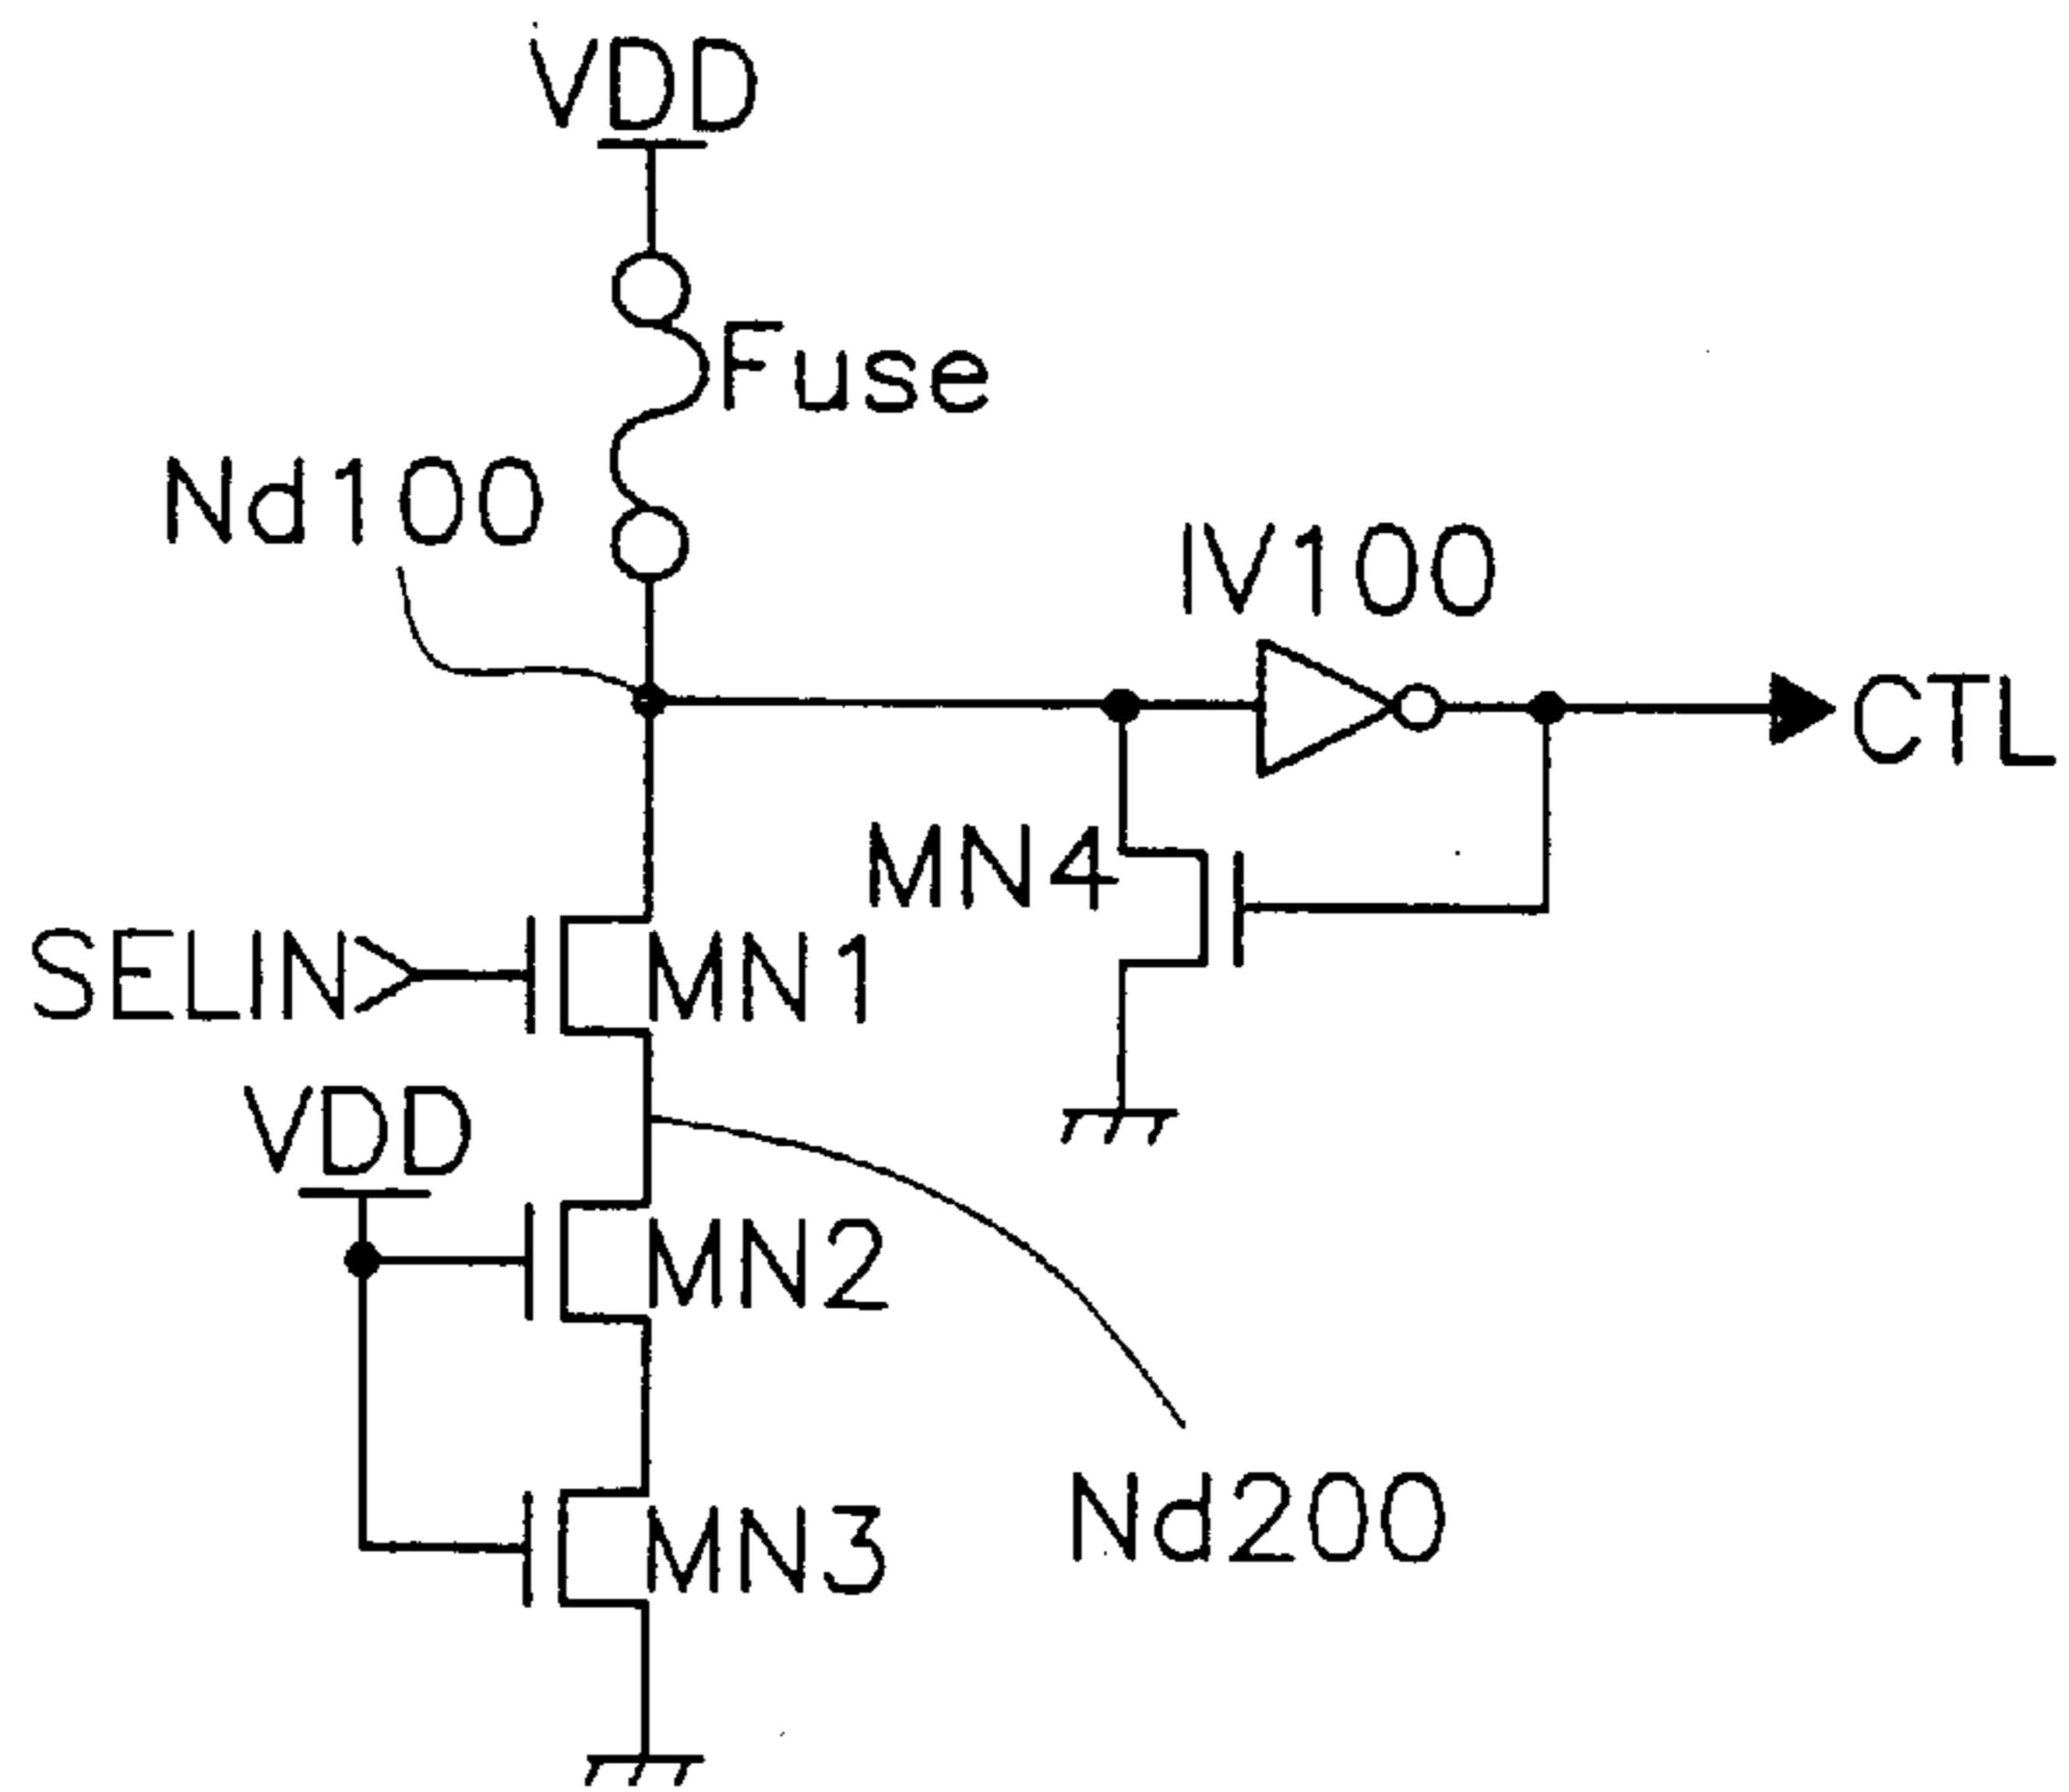 VDD
Fuse
Nd100
IV100
CTL
MN4
SELIN
MN1
VDD
MN2
Nd200
MN3